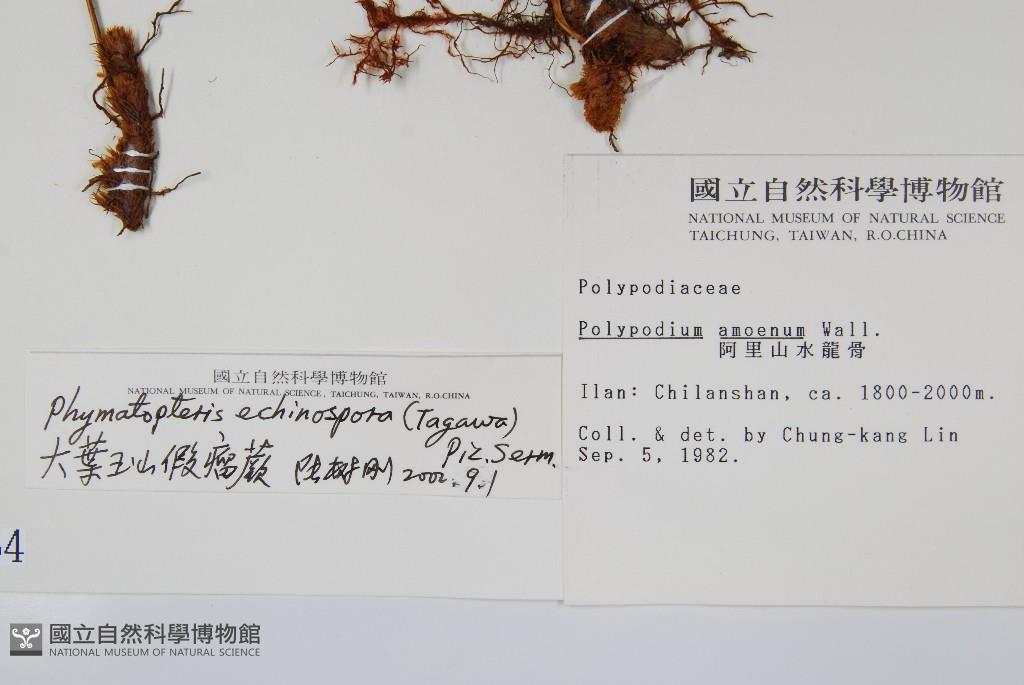 國立自然科學博物館
NATIONAL MUSEUM OF NATURAL SCIENCE
TAICHUNG, TAIWAN, R.O.CHINA
Polypodiaceae
Polypodium amoenum Wall.
阿里山水龍骨
Ilan: Chilanshan, ca. 1800-2000m.
Coll. & det. by Chung-kang Lin
Sep. 5, 1982.
國立自然科學博物館
NATIONAL MUSEUM OF NATURAL SCIENCE, TAICHUNG, TAIWAN, R.O.CHINA
Phymatopteris echinospora (Tagawa)
Pic. Serm.
大葉玉山假瘤蕨 陸樹刚 2002.9.1
4
國立自然科學博物館
NATIONAL MUSEUM OF NATURAL SCIENCE